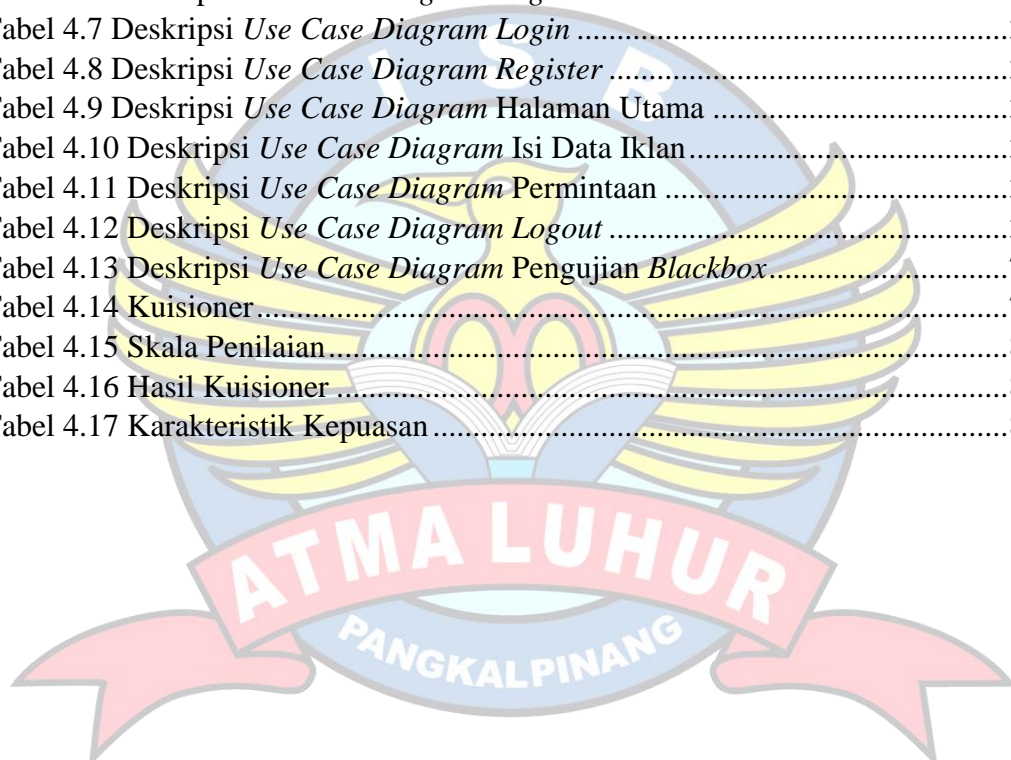 Tabel 4.7 Deskripsi Use Case Diagram Login
Tabel 4.8 Deskripsi Use Case Diagram Register
Tabel 4.9 Deskripsi Use Case Diagram Halaman Utama
Tabel 4.10 Deskripsi Use Case Diagram Isi Data Iklan
Tabel 4.11 Deskripsi Use Case Diagram Permintaan
Tabel 4.12 Deskripsi Use Case Diagram Logout
Tabel 4.13 Deskripsi Use Case Diagram Pengujian Blackbox
Tabel 4.14 Kuisioner
Tabel 4.15 Skala Penilaian
Tabel 4.16 Hasil Kuisioner
Tabel 4.17 Karakteristik Kepuasan
I S B
ATMA LUHUR
PANGKALPINANG